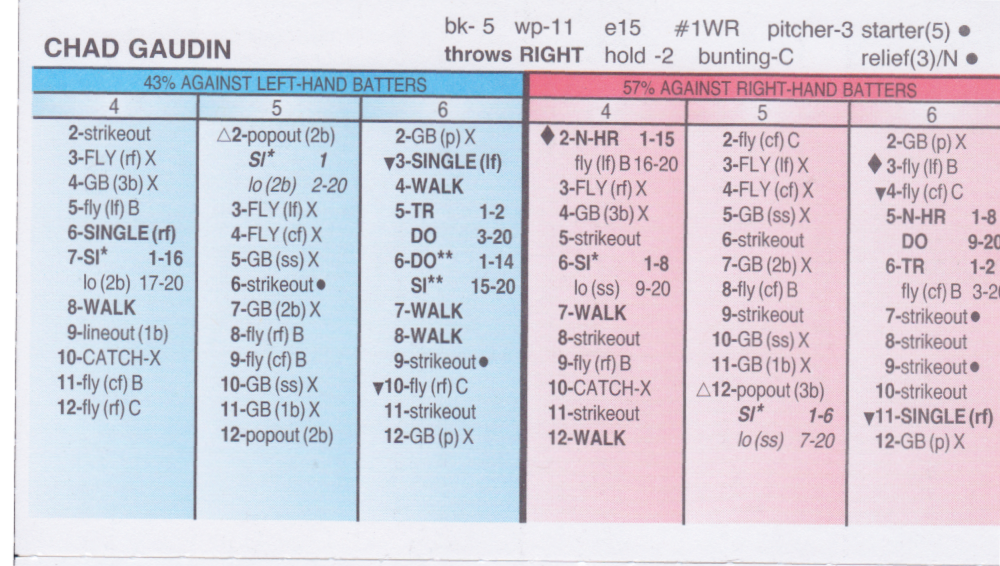 CHAD GAUDIN
bk- 5 wp-11 e15 #1WR pitcher-3 starter(5) ●
throws RIGHT hold -2 bunting-C relief(3)/N ●
43% AGAINST LEFT-HAND BATTERS
4
2-strikeout
3-FLY (rf) X
4-GB (3b) X
5-fly (lf) B
6-SINGLE (rf)
7-SI* 1-16
lo (2b) 17-20
8-WALK
9-lineout (1b)
10-CATCH-X
11-fly (cf) B
12-fly (rf) C
5
△2-popout (2b)
SI* 1
lo (2b) 2-20
3-FLY (lf) X
4-FLY (cf) X
5-GB (ss) X
6-strikeout●
7-GB (2b) X
8-fly (rf) B
9-fly (cf) B
10-GB (ss) X
11-GB (1b) X
12-popout (2b)
6
2-GB (p) X
▼3-SINGLE (lf)
4-WALK
5-TR 1-2
DO 3-20
6-DO** 1-14
SI** 15-20
7-WALK
8-WALK
9-strikeout●
▼10-fly (rf) C
11-strikeout
12-GB (p) X
57% AGAINST RIGHT-HAND BATTERS
4
♦2-N-HR 1-15
fly (lf) B 16-20
3-FLY (rf) X
4-GB (3b) X
5-strikeout
6-SI* 1-8
lo (ss) 9-20
7-WALK
8-strikeout
9-fly (rf) B
10-CATCH-X
11-strikeout
12-WALK
5
2-fly (cf) C
3-FLY (lf) X
4-FLY (cf) X
5-GB (ss) X
6-strikeout
7-GB (2b) X
8-fly (cf) B
9-strikeout
10-GB (ss) X
11-GB (1b) X
△12-popout (3b)
SI* 1-6
lo (ss) 7-20
6
2-GB (p) X
♦3-fly (lf) B
▼4-fly (cf) C
5-N-HR 1-8
DO 9-20
6-TR 1-2
fly (cf) B 3-20
7-strikeout●
8-strikeout
9-strikeout●
10-strikeout
▼11-SINGLE (rf)
12-GB (p) X